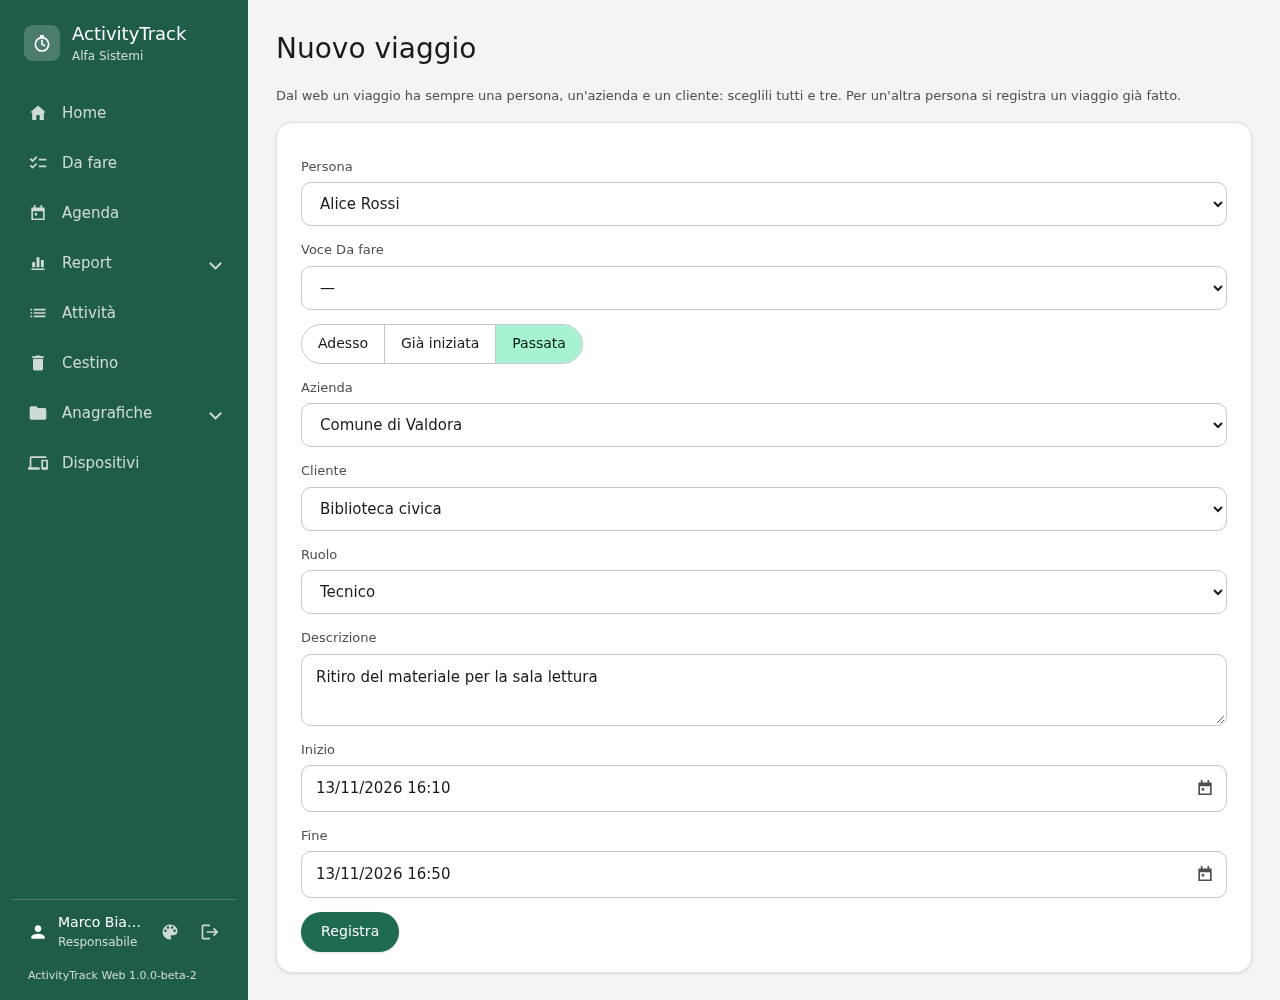 ActivityTrack
Alfa Sistemi
Home
Da fare
Agenda
Report
Attività
Cestino
Anagrafiche
Dispositivi
Marco Bia…
Responsabile
ActivityTrack Web 1.0.0-beta-2
Nuovo viaggio
Dal web un viaggio ha sempre una persona, un'azienda e un cliente: sceglili tutti e tre. Per un'altra persona si registra un viaggio già fatto.
Persona
Alice Rossi
Voce Da fare
—
Adesso Già iniziata Passata
Azienda
Comune di Valdora
Cliente
Biblioteca civica
Ruolo
Tecnico
Descrizione
Ritiro del materiale per la sala lettura
Inizio
13/11/2026 16:10
Fine
13/11/2026 16:50
Registra